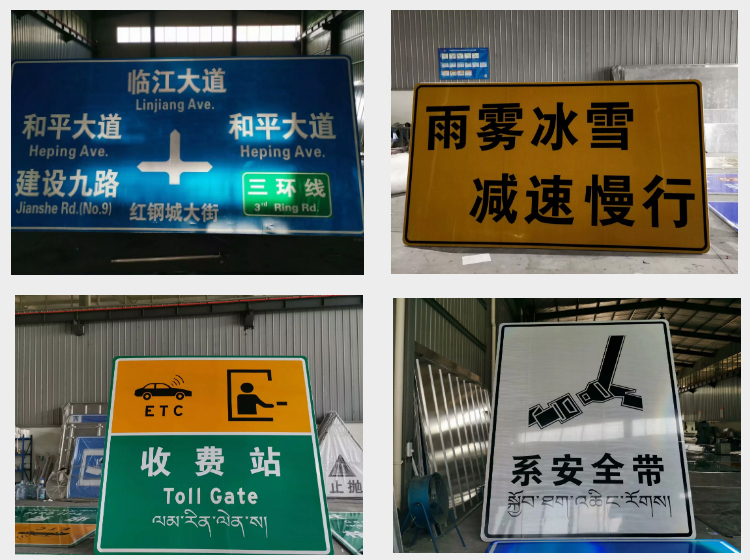 临江大道
Linjiang Ave.
和平大道
Heping Ave.
和平大道
Heping Ave.
建设九路
Jianshe Rd.(No.9)
红钢城大街
三环线
3rd Ring Rd.
雨雾冰雪
减速慢行
ETC
收费站
Toll Gate
ལམ་རིན་ལེན་ས།
止抛
系安全带
སྐྱོབ་ཐག་འཆིང་རོགས།